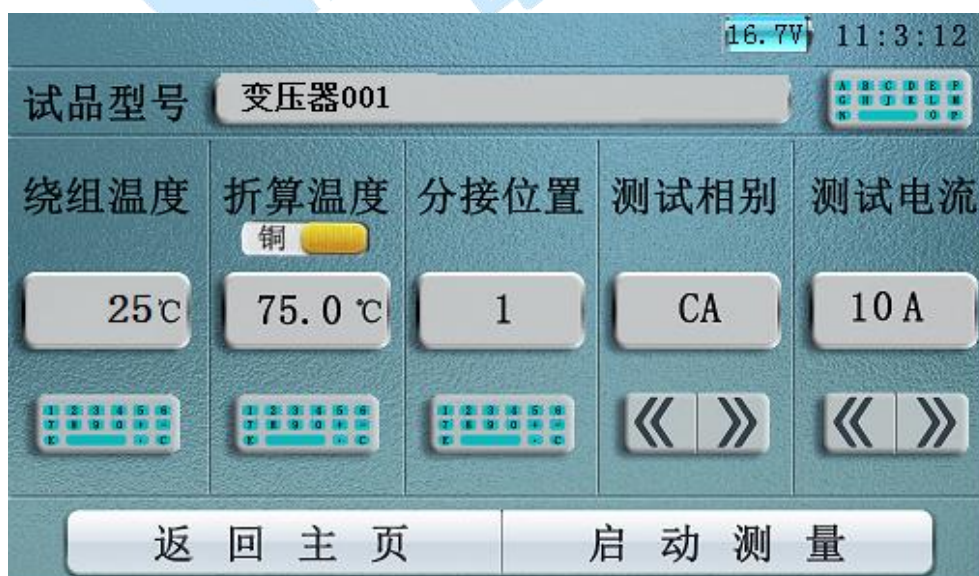 16.7V 11:3:12
试品型号 变压器001
绕组温度 折算温度 分接位置 测试相别 测试电流
铜
25℃ 75.0 ℃ 1 CA 10 A
返回主页 启动测量